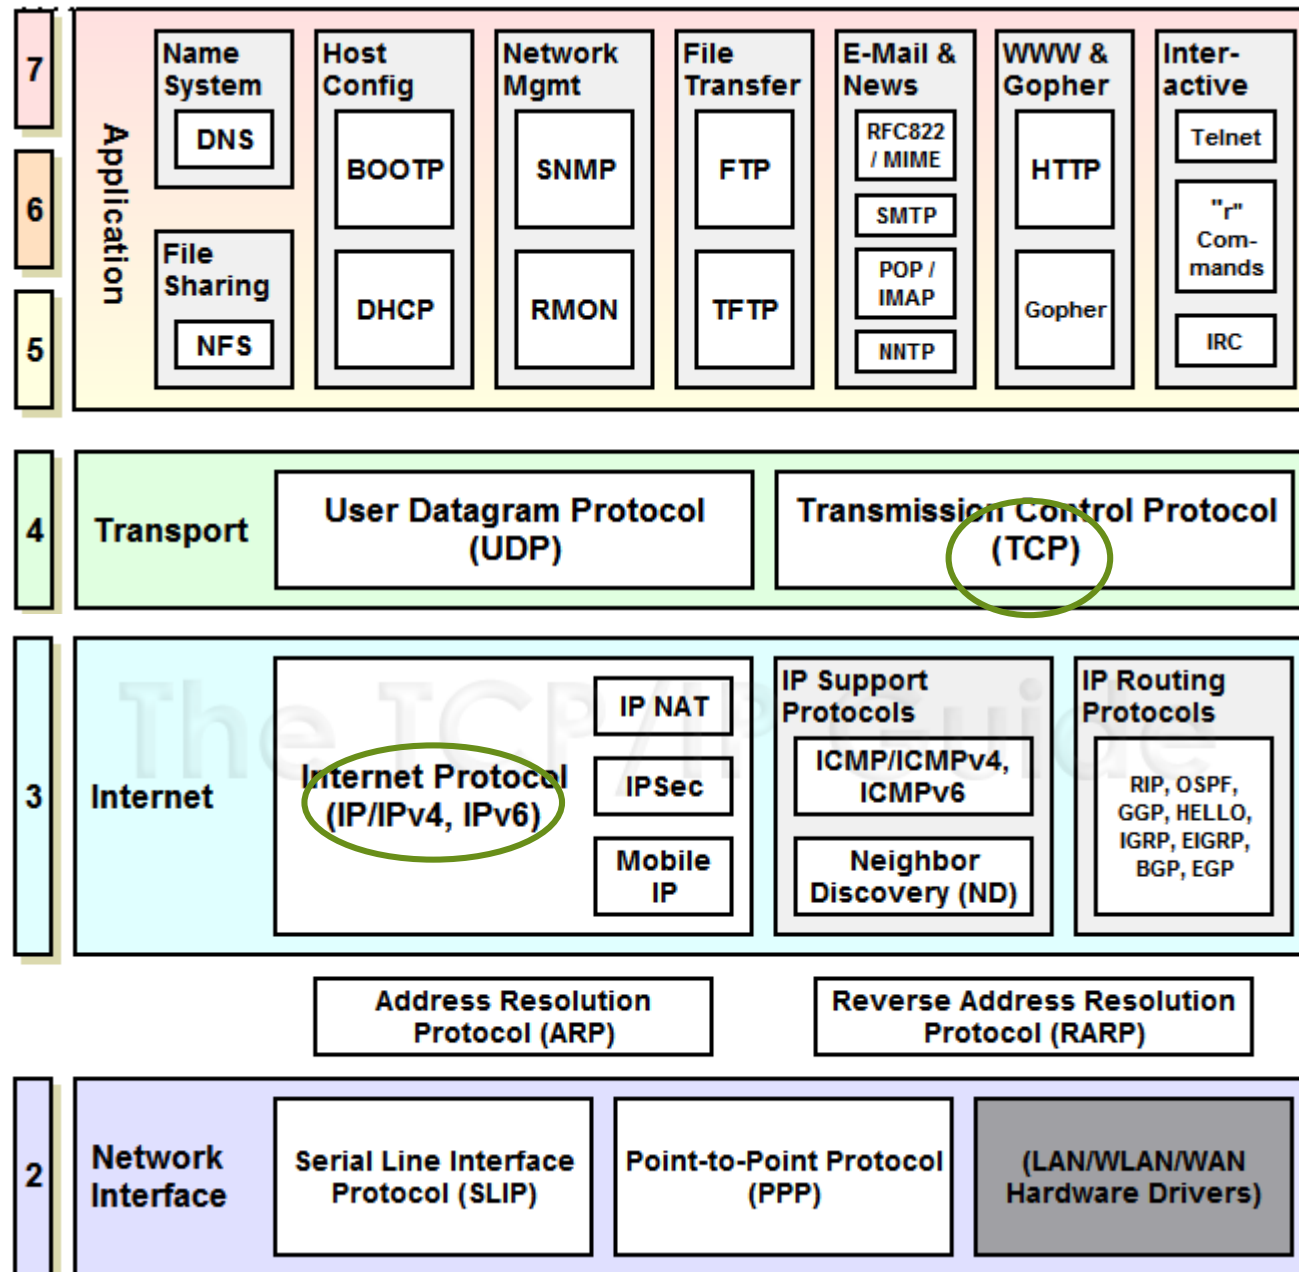 7
6
5
Application
Name
System
DNS
File
Sharing
NFS
Host
Config
BOOTP
DHCP
Network
Mgmt
SNMP
RMON
File
Transfer
FTP
TFTP
E-Mail &
News
RFC822
/ MIME
SMTP
POP /
IMAP
NNTP
WWW &
Gopher
HTTP
Gopher
Inter-
active
Telnet
"r"
Com-
mands
IRC
4
Transport
User Datagram Protocol
(UDP)
Transmission Control Protocol
(TCP)
The TCP/IP Guide
3
Internet
Internet Protocol
(IP/IPv4, IPv6)
IP NAT
IPSec
Mobile
IP
IP Support
Protocols
ICMP/ICMPv4,
ICMPv6
Neighbor
Discovery (ND)
IP Routing
Protocols
RIP, OSPF,
GGP, HELLO,
IGRP, EIGRP,
BGP, EGP
Address Resolution
Protocol (ARP)
Reverse Address Resolution
Protocol (RARP)
2
Network
Interface
Serial Line Interface
Protocol (SLIP)
Point-to-Point Protocol
(PPP)
(LAN/WLAN/WAN
Hardware Drivers)